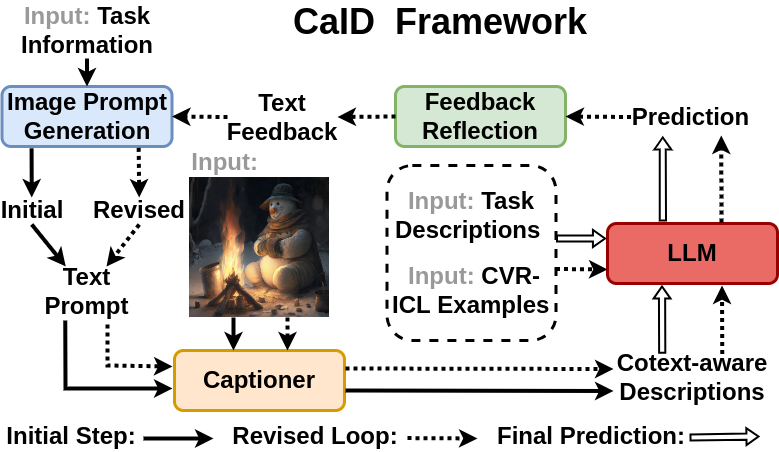 CaID Framework
Input: Task
Information
Image Prompt
Generation
Text
Feedback
Feedback
Reflection
Prediction
Input:
Initial
Revised
Text
Prompt
Input: Task
Descriptions
Input: CVR-
ICL Examples
LLM
Captioner
Cotext-aware
Descriptions
Initial Step:
Revised Loop:
Final Prediction: